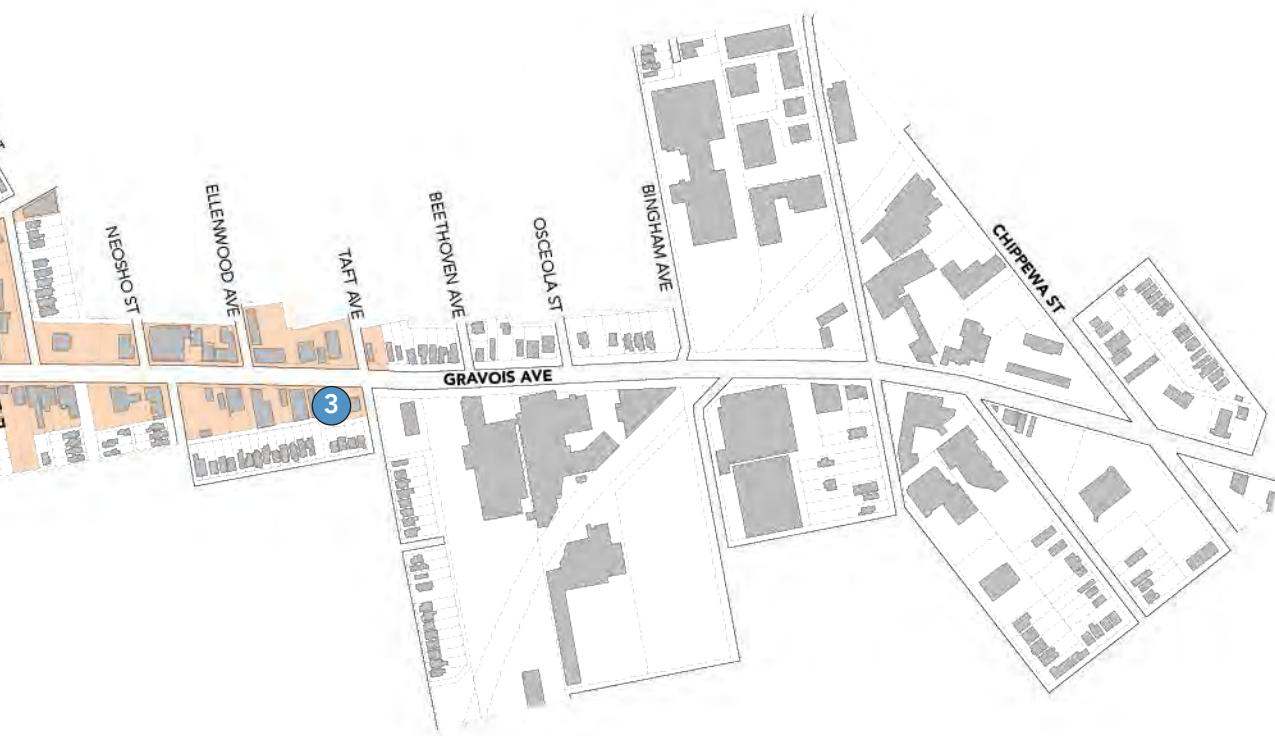 NEOSHO ST
ELLENWOOD AVE
TAFT AVE
BEETHOVEN AVE
OSCEOLA ST
BINGHAM AVE
CHIPPEWA ST
GRAVOIS AVE
3